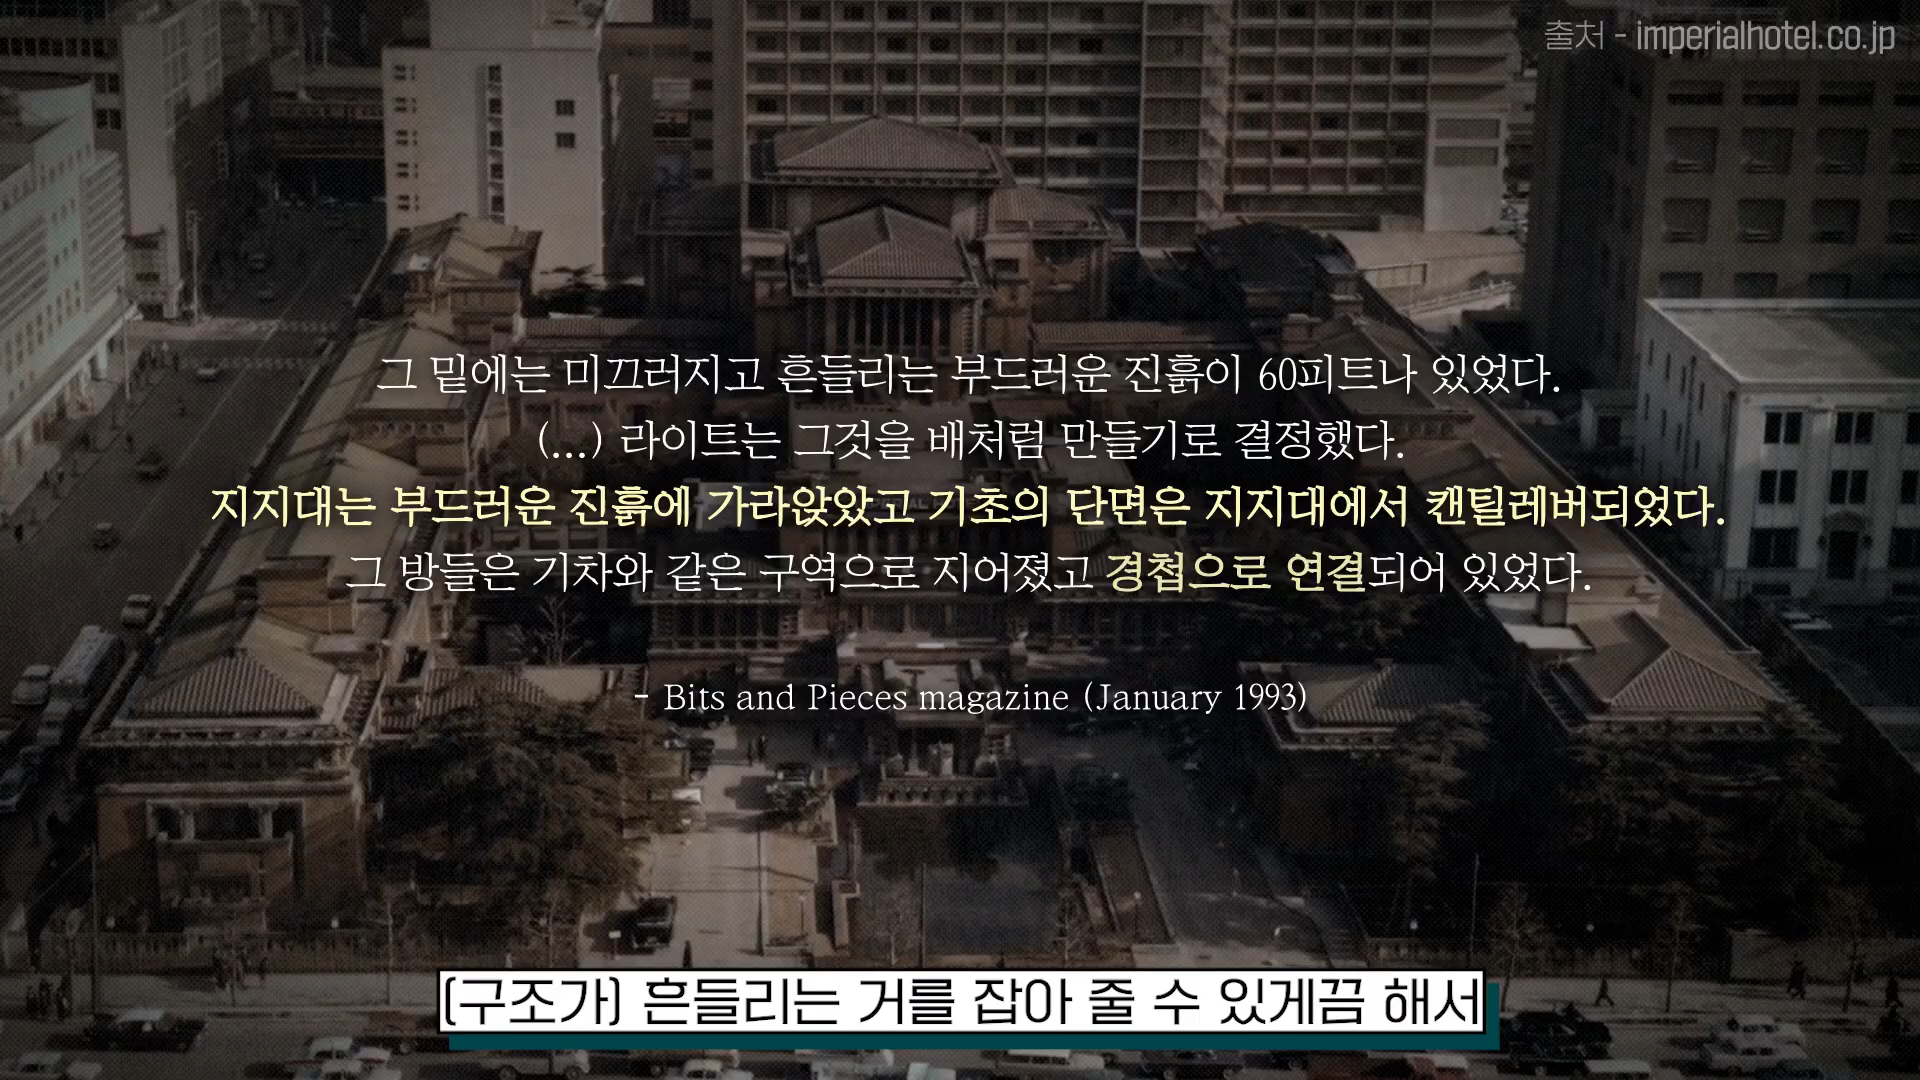 출처 - imperialhotel.co.jp
그 밑에는 미끄러지고 흔들리는 부드러운 진흙이 60피트나 있었다.
(...) 라이트는 그것을 배처럼 만들기로 결정했다.
지지대는 부드러운 진흙에 가라앉았고 기초의 단면은 지지대에서 캔틸레버되었다.
그 방들은 기차와 같은 구역으로 지어졌고 경첩으로 연결되어 있었다.
- Bits and Pieces magazine (January 1993)
(구조가) 흔들리는 거를 잡아 줄 수 있게끔 해서